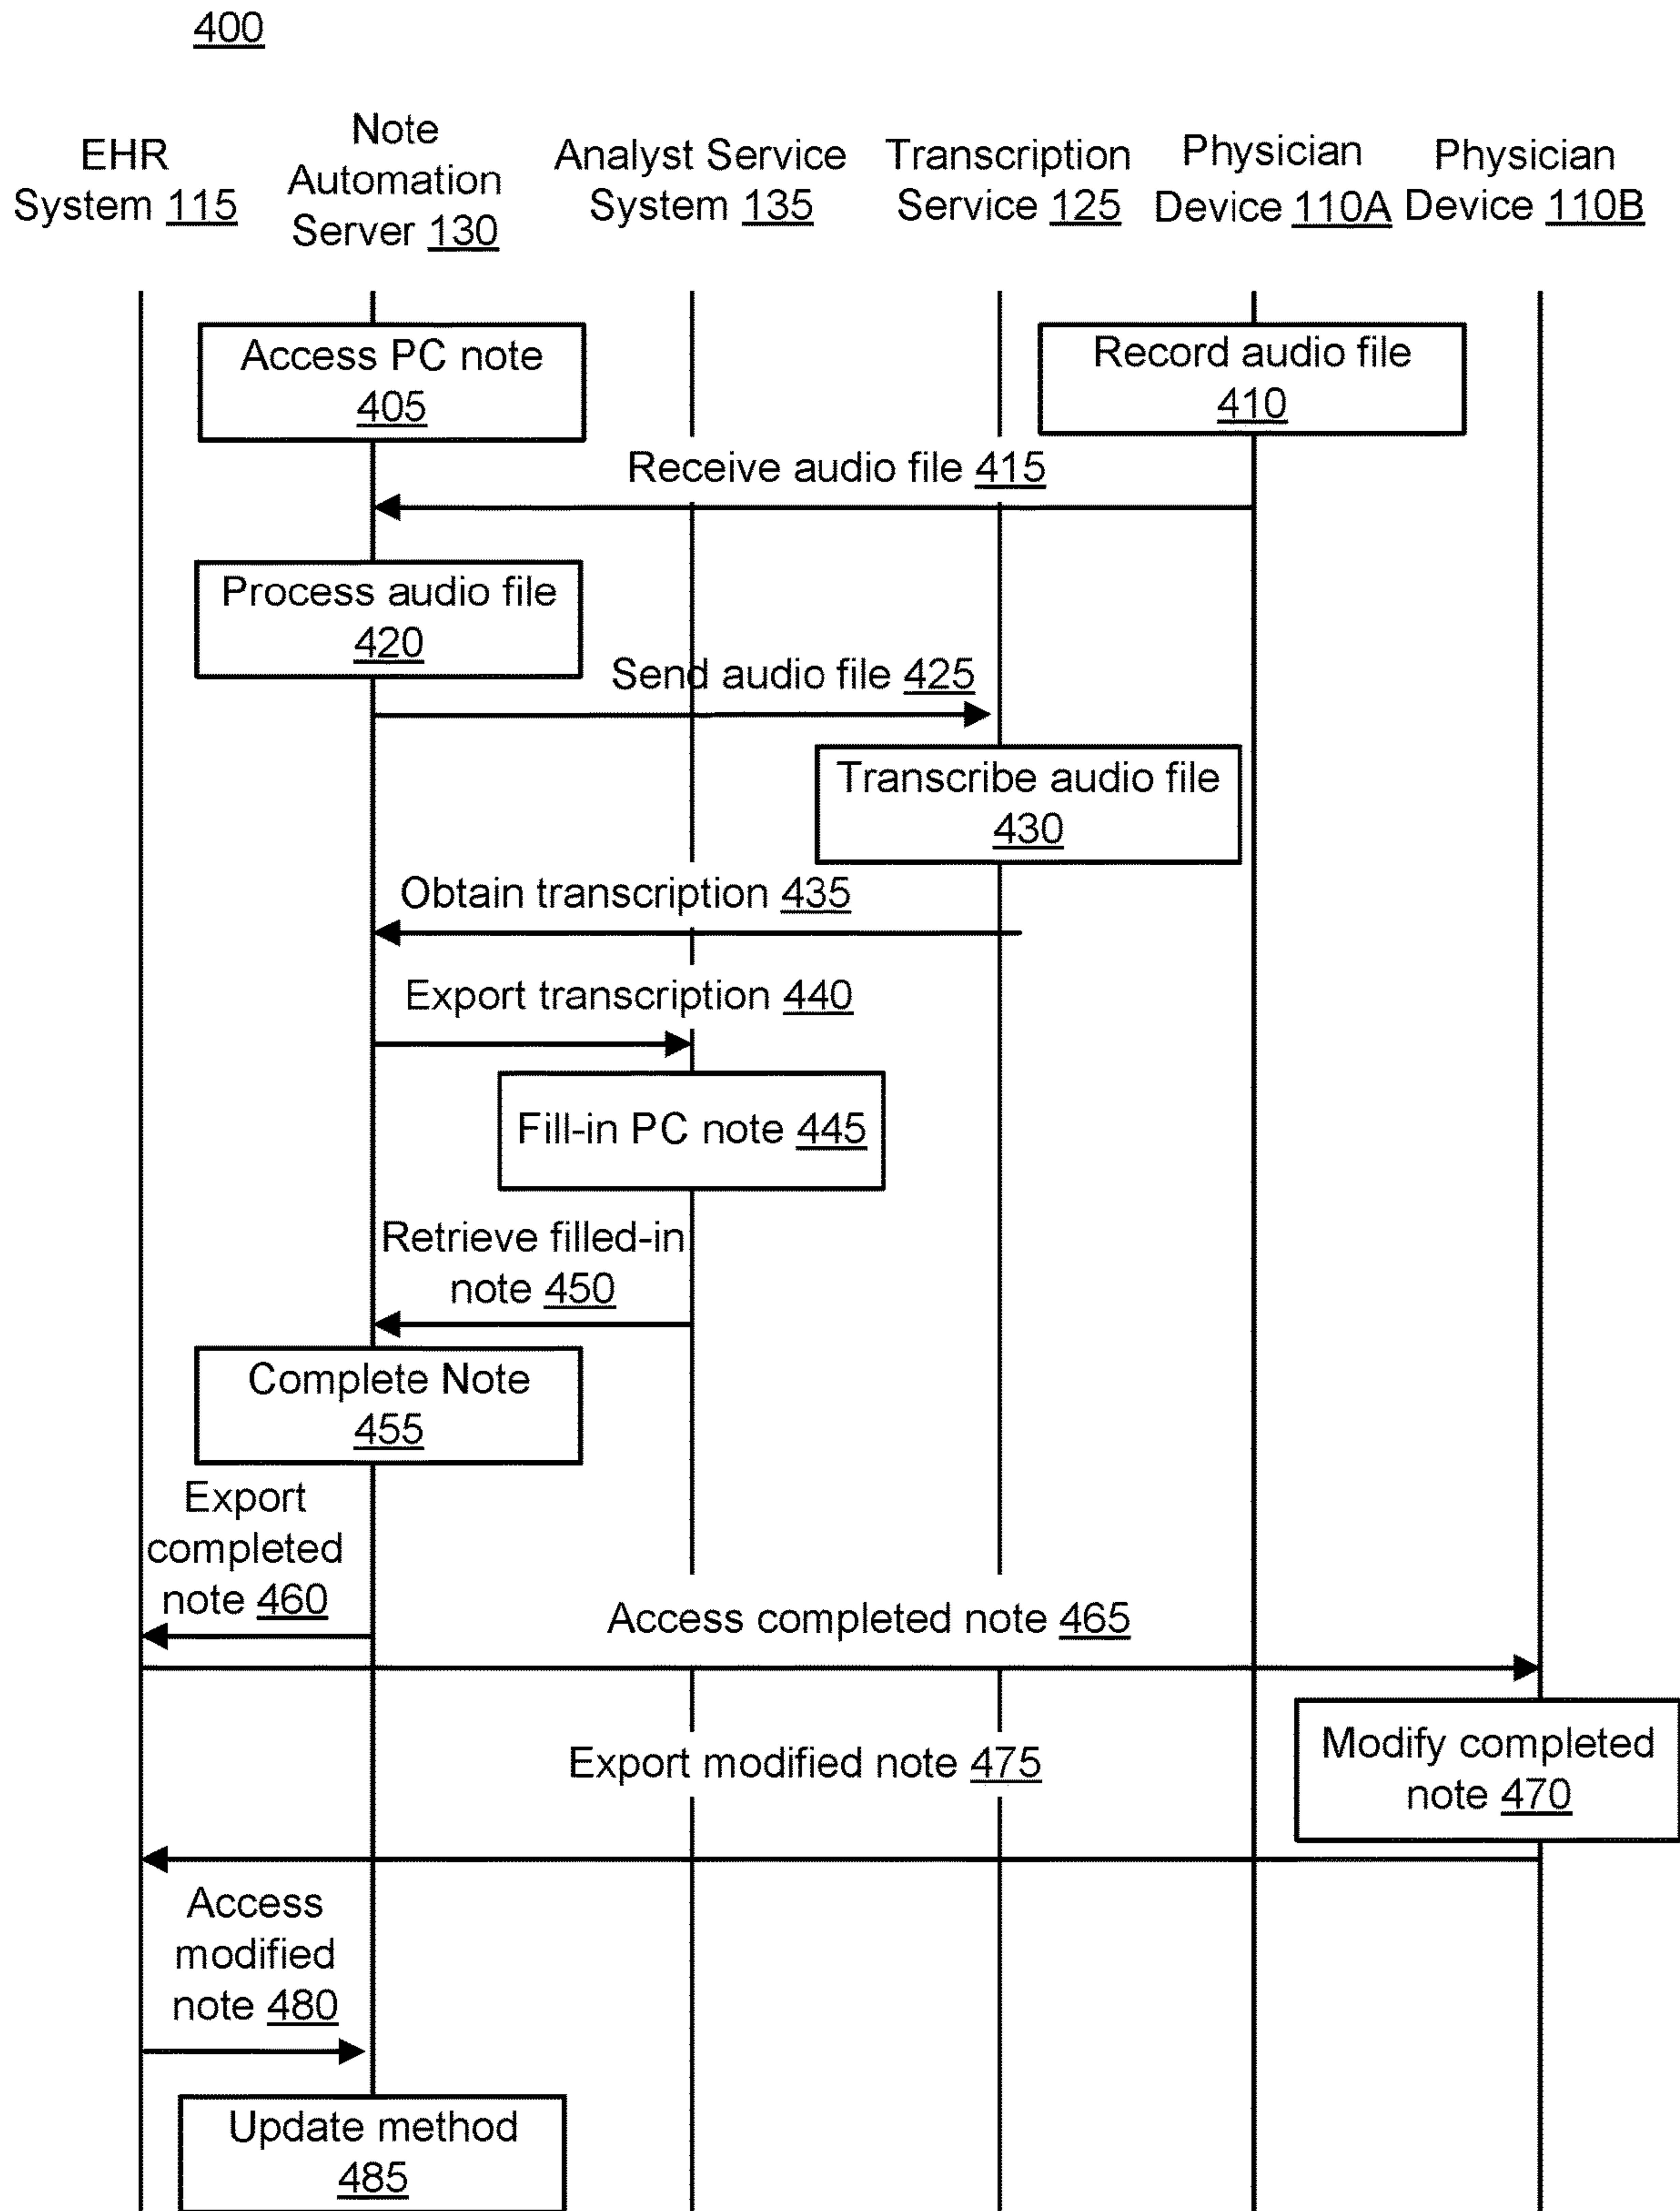 400
EHR
System 115
Note
Automation
Server 130
Analyst Service
System 135
Transcription
Service 125
Physician
Device 110A
Physician
Device 110B
Access PC note
405
Record audio file
410
Receive audio file 415
Process audio file
420
Send audio file 425
Transcribe audio file
430
Obtain transcription 435
Export transcription 440
Fill-in PC note 445
Retrieve filled-in
note 450
Complete Note
455
Export
completed
note 460
Access completed note 465
Modify completed
note 470
Export modified note 475
Access
modified
note 480
Update method
485